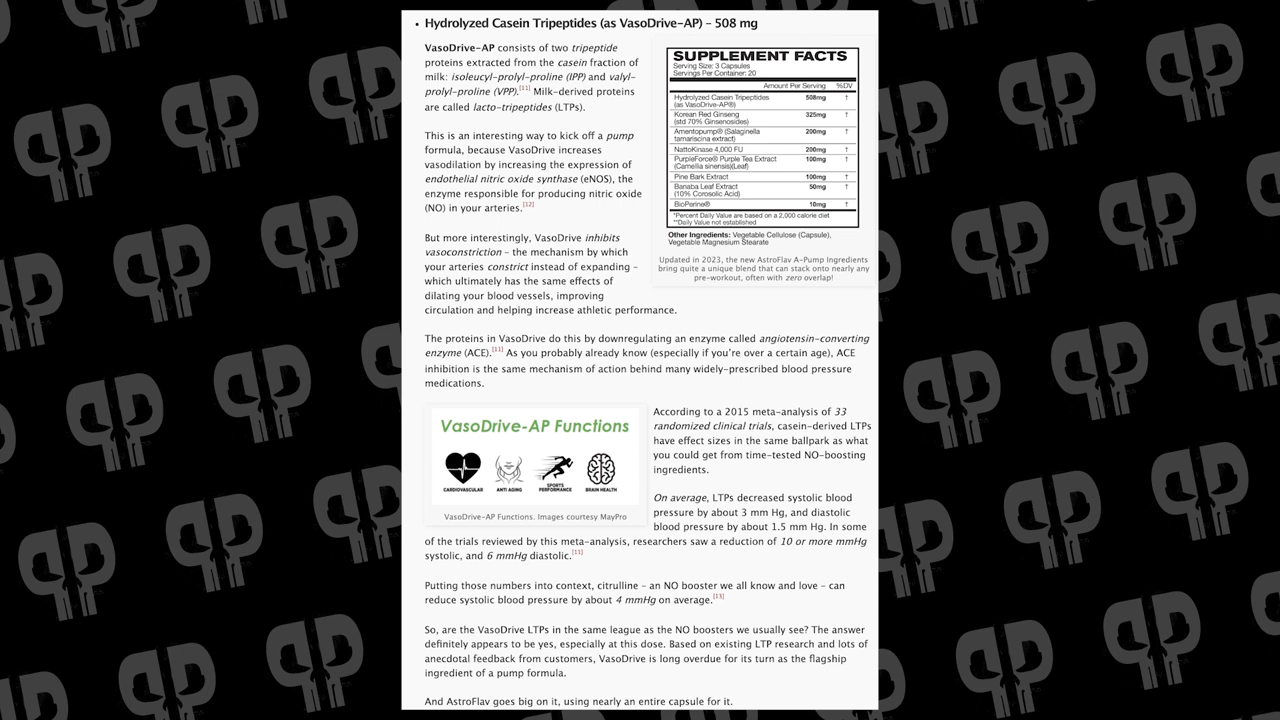 • Hydrolyzed Casein Tripeptides (as VasoDrive-AP) – 508 mg
VasoDrive-AP consists of two tripeptide
proteins extracted from the casein fraction of
milk: isoleucyl-prolyl-proline (IPP) and valyl-
prolyl-proline (VPP).[11] Milk-derived proteins
are called lacto-tripeptides (LTPs).
This is an interesting way to kick off a pump
formula, because VasoDrive increases
vasodilation by increasing the expression of
endothelial nitric oxide synthase (eNOS), the
enzyme responsible for producing nitric oxide
(NO) in your arteries.[12]
But more interestingly, VasoDrive inhibits
vasoconstriction – the mechanism by which
your arteries constrict instead of expanding –
which ultimately has the same effects of
dilating your blood vessels, improving
circulation and helping increase athletic performance.
SUPPLEMENT FACTS
Serving Size: 3 Capsules
Servings Per Container: 20
Amount Per Serving %DV
Hydrolyzed Casein Tripeptides 508mg †
(as VasoDrive-AP®)
Korean Red Ginseng 325mg †
(std 70% Ginsenosides)
Amentopump® (Salaginella 200mg †
tamariscina extract)
NattoKinase 4,000 FU 200mg †
PurpleForce® Purple Tea Extract 100mg †
(Camellia sinensis)(Leaf)
Pine Bark Extract 100mg †
Banaba Leaf Extract 50mg †
(10% Corosolic Acid)
BioPerine® 10mg †
*Percent Daily Value are based on a 2,000 calorie diet
**Daily Value not established
Other Ingredients: Vegetable Cellulose (Capsule),
Vegetable Magnesium Stearate
Updated in 2023, the new AstroFlav A-Pump Ingredients
bring quite a unique blend that can stack onto nearly any
pre-workout, often with zero overlap!
The proteins in VasoDrive do this by downregulating an enzyme called angiotensin-converting
enzyme (ACE).[11] As you probably already know (especially if you're over a certain age), ACE
inhibition is the same mechanism of action behind many widely-prescribed blood pressure
medications.
VasoDrive-AP Functions
CARDIOVASCULAR ANTI AGING SPORTS PERFORMANCE BRAIN HEALTH
VasoDrive-AP Functions. Images courtesy MayPro
According to a 2015 meta-analysis of 33
randomized clinical trials, casein-derived LTPs
have effect sizes in the same ballpark as what
you could get from time-tested NO-boosting
ingredients.
On average, LTPs decreased systolic blood
pressure by about 3 mm Hg, and diastolic
blood pressure by about 1.5 mm Hg. In some
of the trials reviewed by this meta-analysis, researchers saw a reduction of 10 or more mmHg
systolic, and 6 mmHg diastolic.[11]
Putting those numbers into context, citrulline – an NO booster we all know and love – can
reduce systolic blood pressure by about 4 mmHg on average.[13]
So, are the VasoDrive LTPs in the same league as the NO boosters we usually see? The answer
definitely appears to be yes, especially at this dose. Based on existing LTP research and lots of
anecdotal feedback from customers, VasoDrive is long overdue for its turn as the flagship
ingredient of a pump formula.
And AstroFlav goes big on it, using nearly an entire capsule for it.